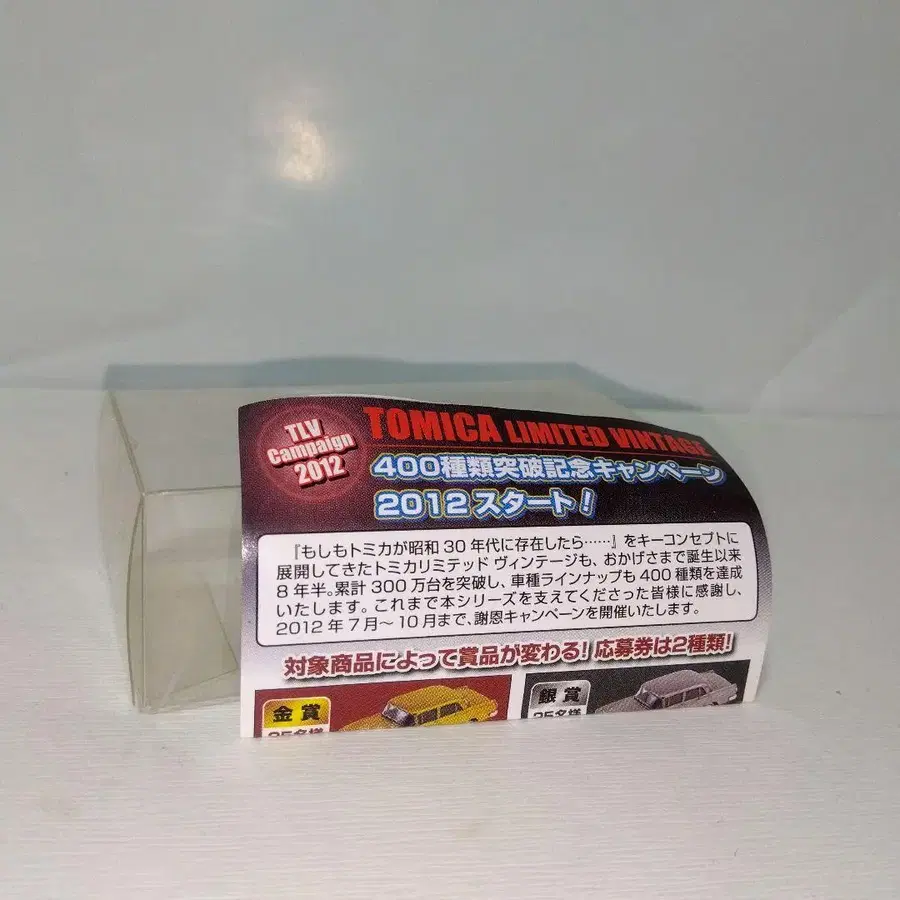 TLV
Campaign
2012
TOMICA LIMITED VINTAGE
400種類突破記念キャンペーン
2012スタート!
『もしもトミカが昭和30年代に存在したら……』をキーコンセプトに
展開してきたトミカリミテッド ヴィンテージも、おかげさまで誕生以来
8年半。累計300万台を突破し、車種ラインナップも400種類を達成
いたします。これまで本シリーズを支えてくださった皆様に感謝し、
2012年7月〜10月まで、謝恩キャンペーンを開催いたします。
対象商品によって賞品が変わる!応募券は2種類!
金賞
25名様
銀賞
25名様